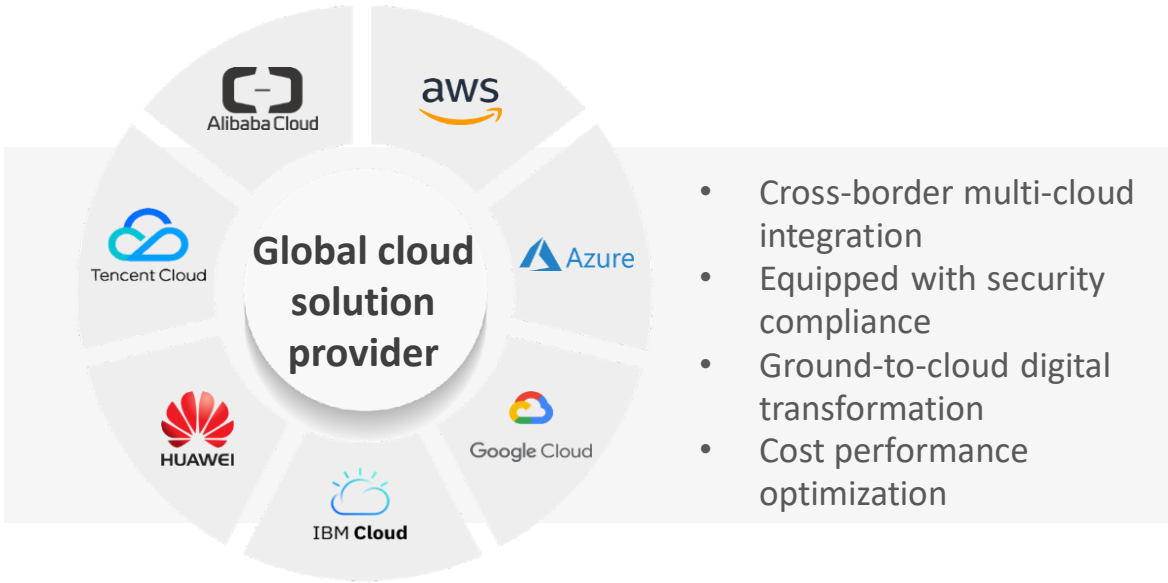 Alibaba Cloud
aws
Tencent Cloud
Azure
Global cloud
solution
provider
HUAWEI
Google Cloud
IBM Cloud
• Cross-border multi-cloud
integration
• Equipped with security
compliance
• Ground-to-cloud digital
transformation
• Cost performance
optimization